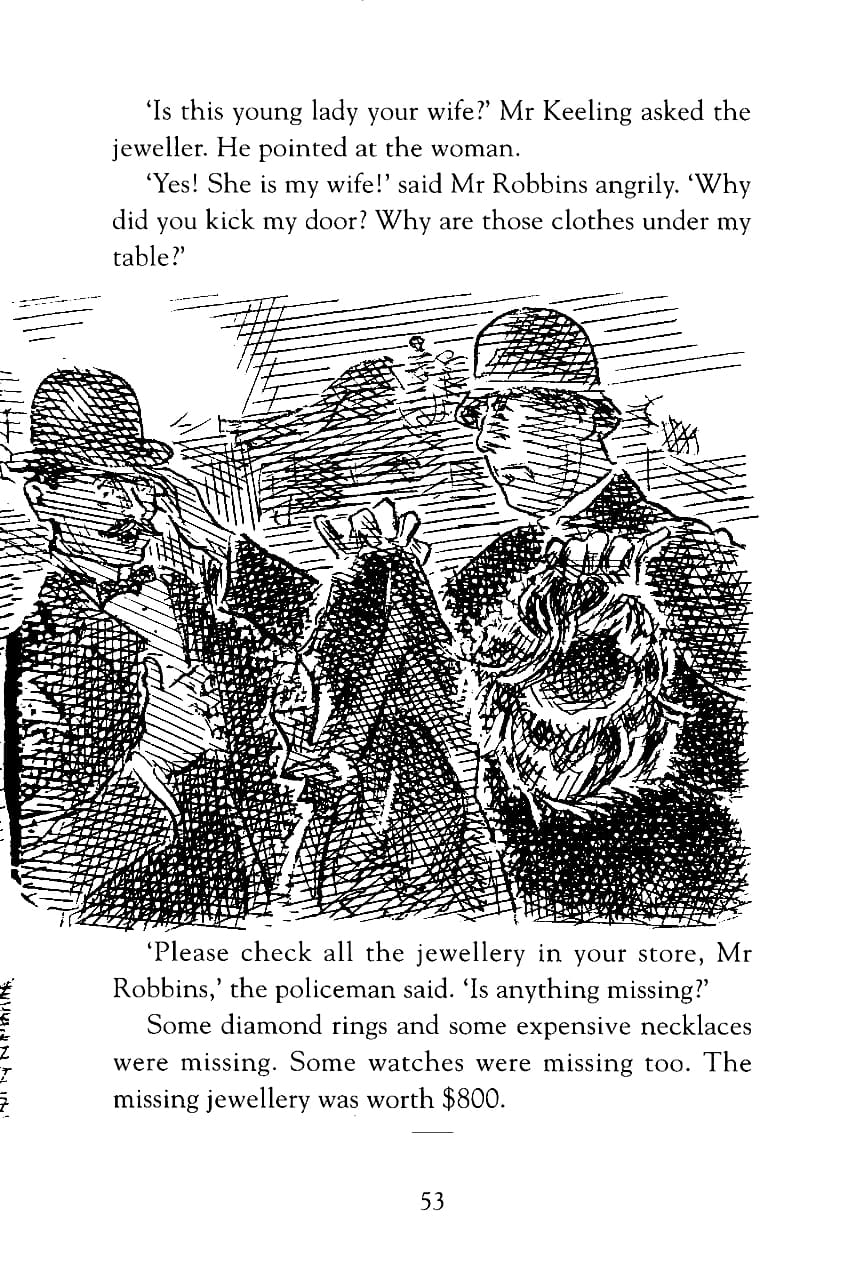 ‘Is this young lady your wife?’ Mr Keeling asked the
jeweller. He pointed at the woman.
‘Yes! She is my wife!’ said Mr Robbins angrily. ‘Why
did you kick my door? Why are those clothes under my
table?’
‘Please check all the jewellery in your store, Mr
Robbins,’ the policeman said. ‘Is anything missing?’
Some diamond rings and some expensive necklaces
were missing. Some watches were missing too. The
missing jewellery was worth $800.
53